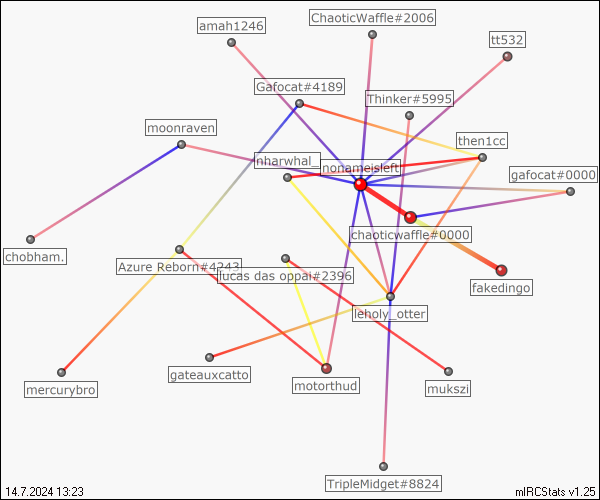 ChaoticWaffle#2006
amah1246
tt532
Gafocat#4189
Thinker#5995
moonraven
then1cc
nharwhal_
nonameisleft
gafocat#0000
chaoticwaffle#0000
chobham.
Azure Reborn#4243
lucas das oppai#2396
fakedingo
leholy_otter
gateauxcatto
motorthud
mukszi
mercurybro
TripleMidget#8824
14.7.2024 13:23
mIRCStats v1.25